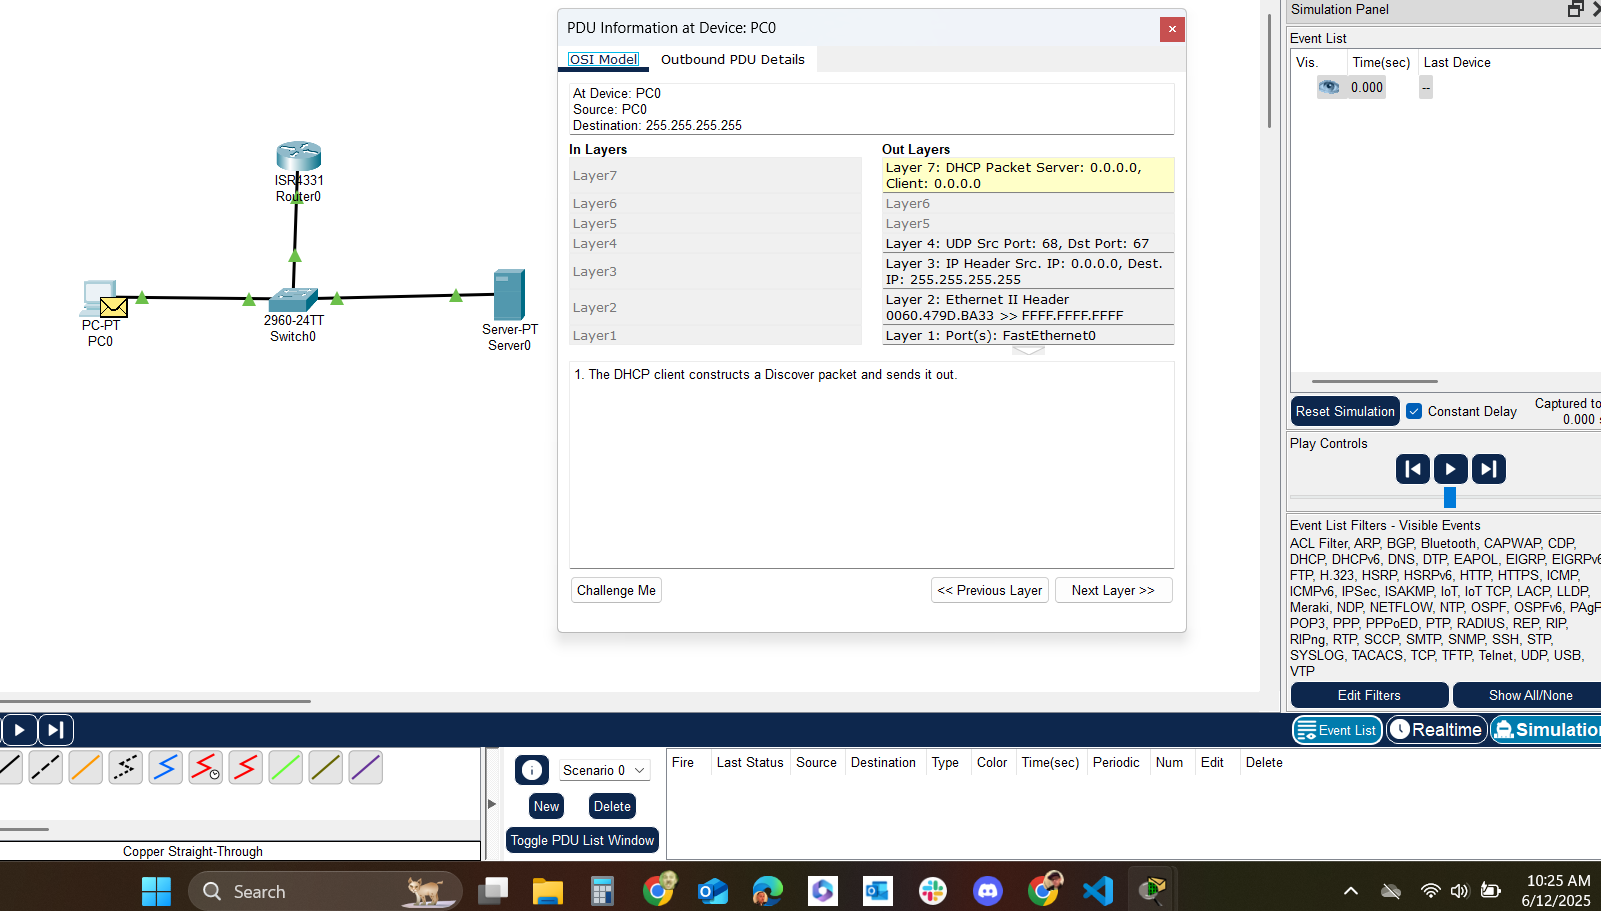 PDU Information at Device: PC0
OSI Model
Outbound PDU Details
At Device: PC0
Source: PC0
Destination: 255.255.255.255
In Layers
Layer7
Layer6
Layer5
Layer4
Layer3
Layer2
Layer1
Out Layers
Layer 7: DHCP Packet Server: 0.0.0.0,
Client: 0.0.0.0
Layer6
Layer5
Layer 4: UDP Src Port: 68, Dst Port: 67
Layer 3: IP Header Src. IP: 0.0.0.0, Dest.
IP: 255.255.255.255
Layer 2: Ethernet II Header
0060.479D.BA33 >> FFFF.FFFF.FFFF
Layer 1: Port(s): FastEthernet0
1. The DHCP client constructs a Discover packet and sends it out.
Challenge Me
<< Previous Layer
Next Layer >>
ISR4331
Router0
PC-PT
PC0
2960-24TT
Switch0
Server-PT
Server0
Simulation Panel
Event List
Vis. Time(sec) Last Device
0.000 --
Reset Simulation
Constant Delay
Captured to
0.000 s
Play Controls
Event List Filters - Visible Events
ACL Filter, ARP, BGP, Bluetooth, CAPWAP, CDP,
DHCP, DHCPv6, DNS, DTP, EAPOL, EIGRP, EIGRPv6
FTP, H.323, HSRP, HSRPv6, HTTP, HTTPS, ICMP,
ICMPv6, IPSec, ISAKMP, IoT, IoT TCP, LACP, LLDP,
Meraki, NDP, NETFLOW, NTP, OSPF, OSPFv6, PAgP
POP3, PPP, PPPoED, PTP, RADIUS, REP, RIP,
RIPng, RTP, SCCP, SMTP, SNMP, SSH, STP,
SYSLOG, TACACS, TCP, TFTP, Telnet, UDP, USB,
VTP
Edit Filters
Show All/None
Event List
Realtime
Simulation
Copper Straight-Through
Scenario 0
New
Delete
Toggle PDU List Window
Fire Last Status Source Destination Type Color Time(sec) Periodic Num Edit Delete
Search
10:25 AM
6/12/2025